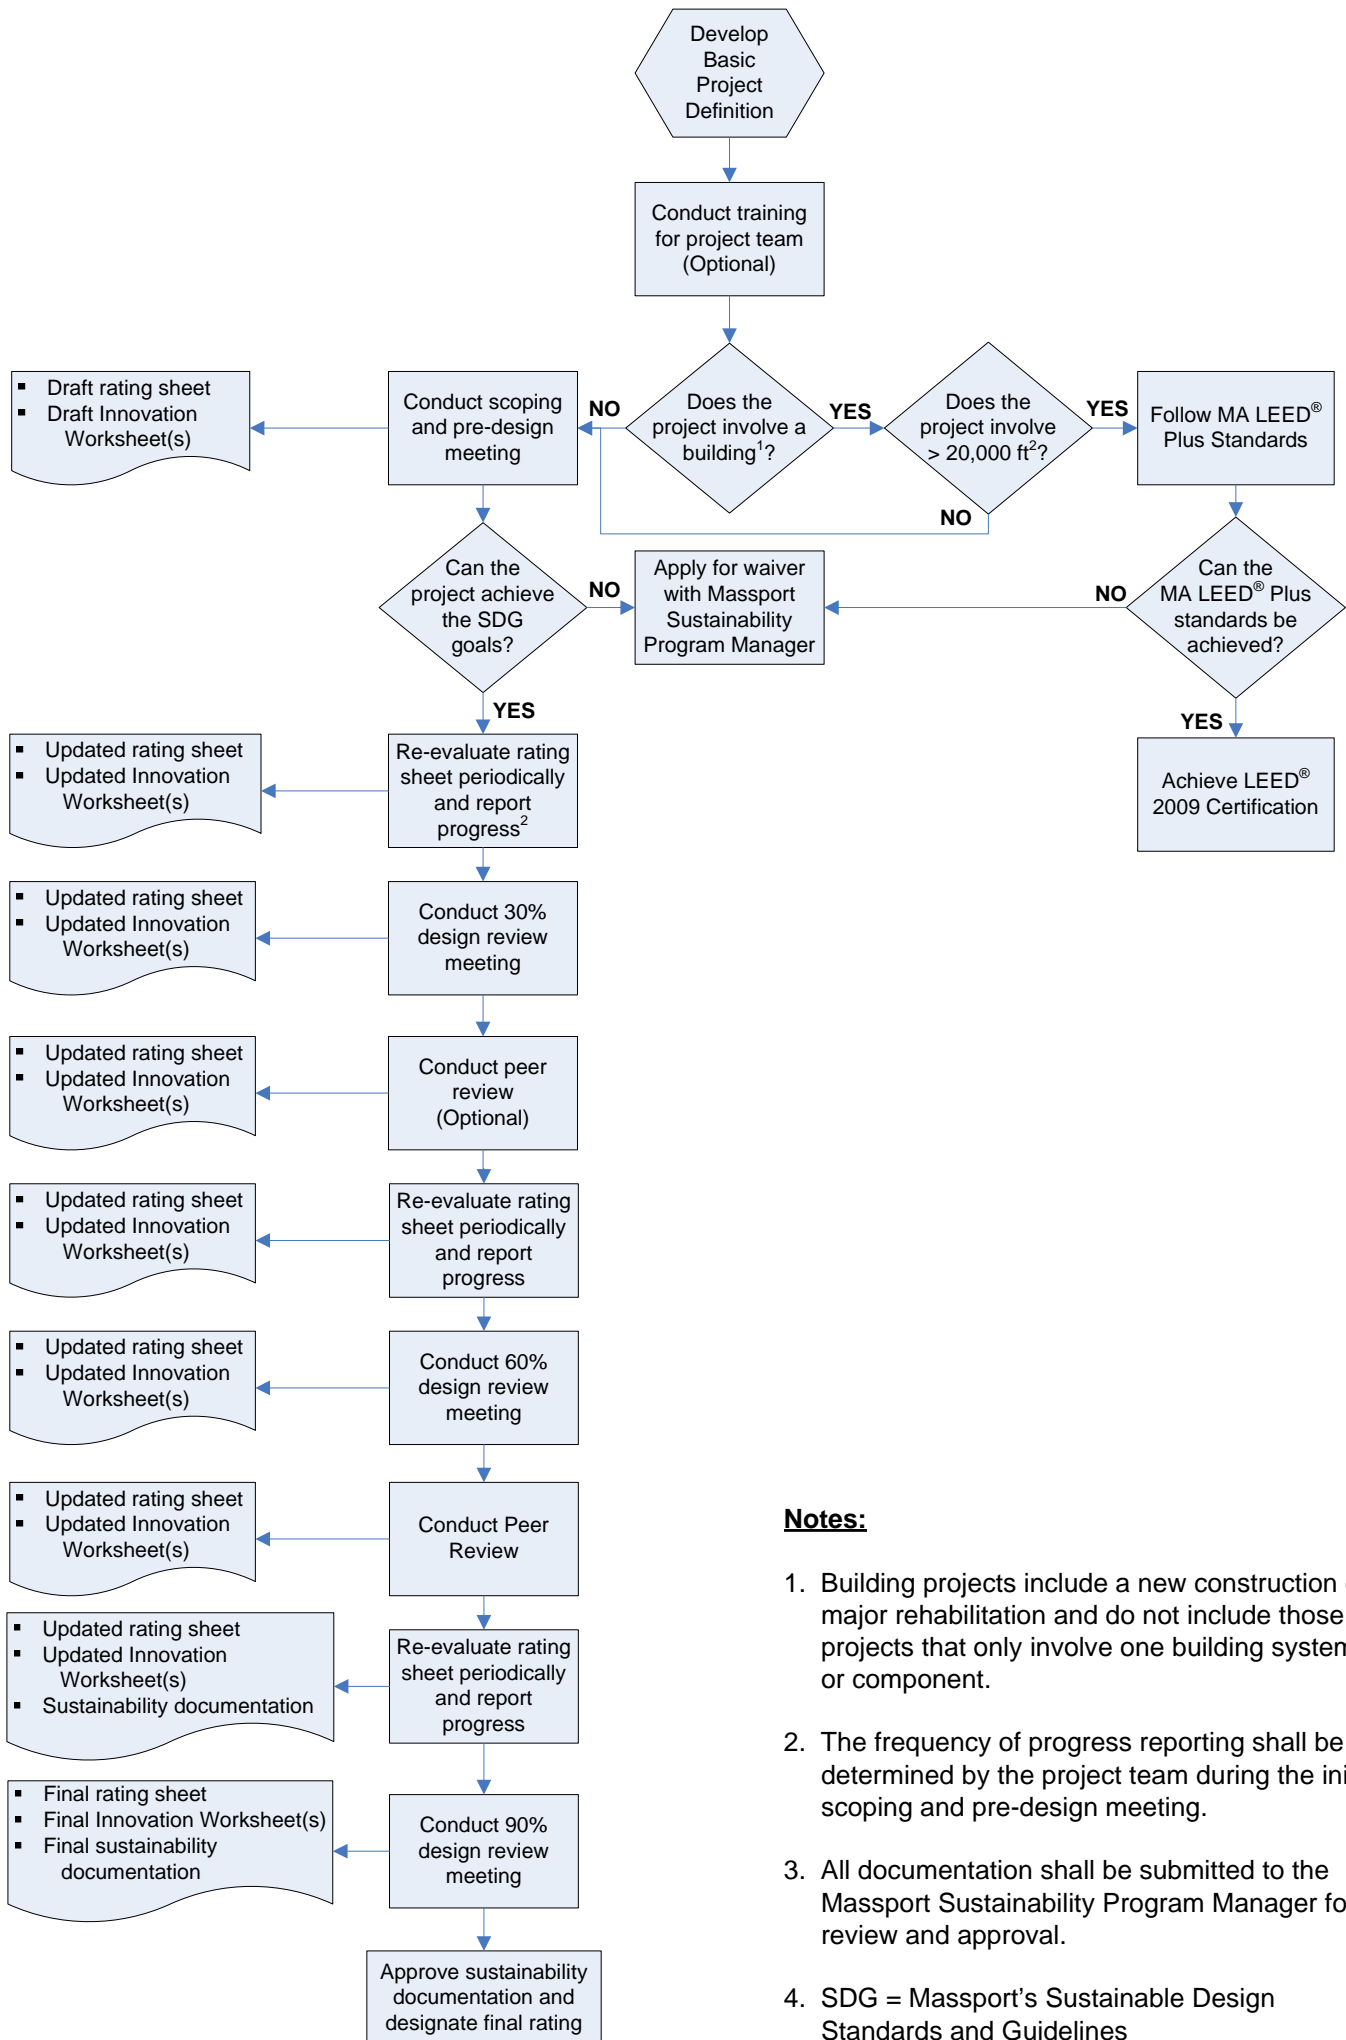 Develop
Basic
Project
Definition
Conduct training
for project team
(Optional)
Does the
project involve a
building¹?
NO
YES
Does the
project involve
> 20,000 ft²?
YES
NO
Follow MA LEED®
Plus Standards
Conduct scoping
and pre-design
meeting
▪ Draft rating sheet
▪ Draft Innovation
Worksheet(s)
Can the
project achieve
the SDG
goals?
NO
YES
Apply for waiver
with Massport
Sustainability
Program Manager
Can the
MA LEED® Plus
standards be
achieved?
NO
YES
Achieve LEED®
2009 Certification
Re-evaluate rating
sheet periodically
and report
progress²
▪ Updated rating sheet
▪ Updated Innovation
Worksheet(s)
Conduct 30%
design review
meeting
▪ Updated rating sheet
▪ Updated Innovation
Worksheet(s)
Conduct peer
review
(Optional)
▪ Updated rating sheet
▪ Updated Innovation
Worksheet(s)
Re-evaluate rating
sheet periodically
and report
progress
▪ Updated rating sheet
▪ Updated Innovation
Worksheet(s)
Conduct 60%
design review
meeting
▪ Updated rating sheet
▪ Updated Innovation
Worksheet(s)
Conduct Peer
Review
▪ Updated rating sheet
▪ Updated Innovation
Worksheet(s)
Re-evaluate rating
sheet periodically
and report
progress
▪ Updated rating sheet
▪ Updated Innovation
Worksheet(s)
▪ Sustainability documentation
Conduct 90%
design review
meeting
▪ Final rating sheet
▪ Final Innovation Worksheet(s)
▪ Final sustainability
documentation
Approve sustainability
documentation and
designate final rating
Notes:
1. Building projects include a new construction
major rehabilitation and do not include those
projects that only involve one building system
or component.
2. The frequency of progress reporting shall be
determined by the project team during the
scoping and pre-design meeting.
3. All documentation shall be submitted to the
Massport Sustainability Program Manager
review and approval.
4. SDG = Massport's Sustainable Design
Standards and Guidelines